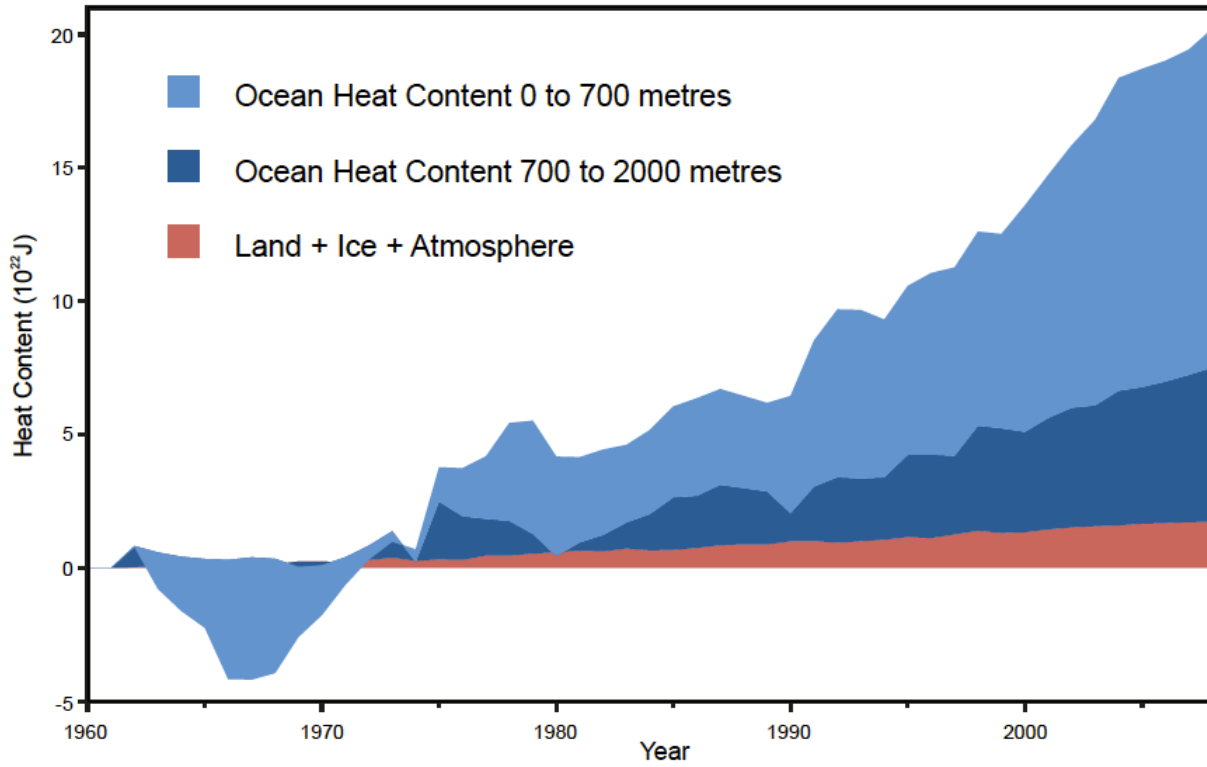 20
Ocean Heat Content 0 to 700 metres
Ocean Heat Content 700 to 2000 metres
15
Land + Ice + Atmosphere
Heat Content (10²²J)
10
5
0
-5
1960 1970 1980 1990 2000
Year